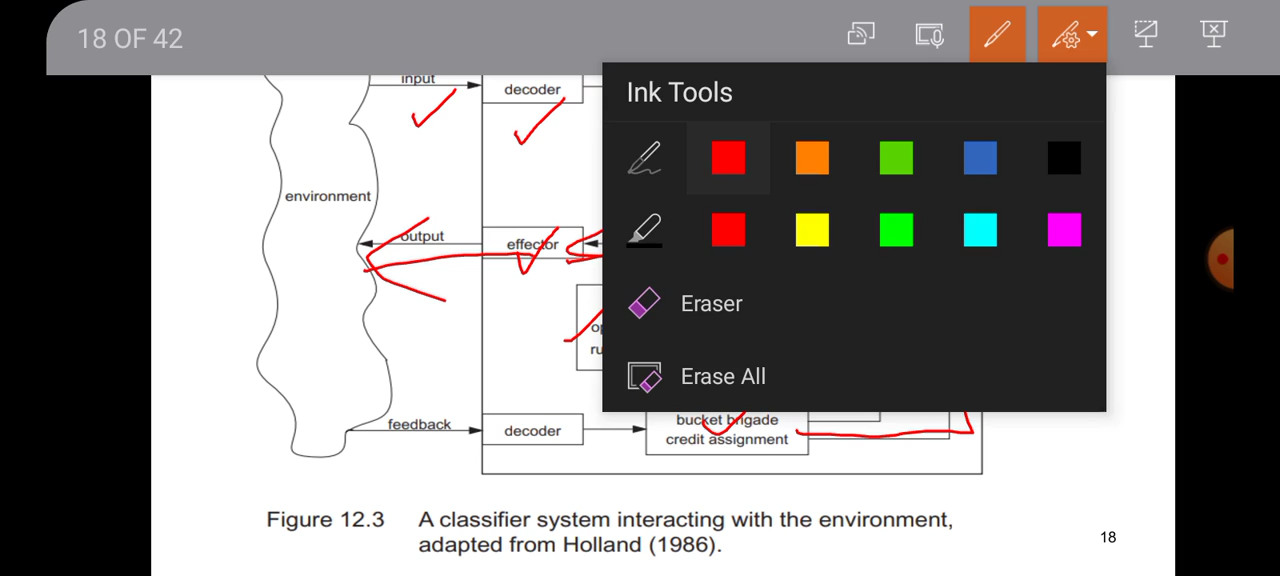 18 OF 42
Ink Tools
Eraser
Erase All
input
decoder
environment
output
effector
feedback
decoder
bucket brigade
credit assignment
Figure 12.3 A classifier system interacting with the environment,
adapted from Holland (1986).
18